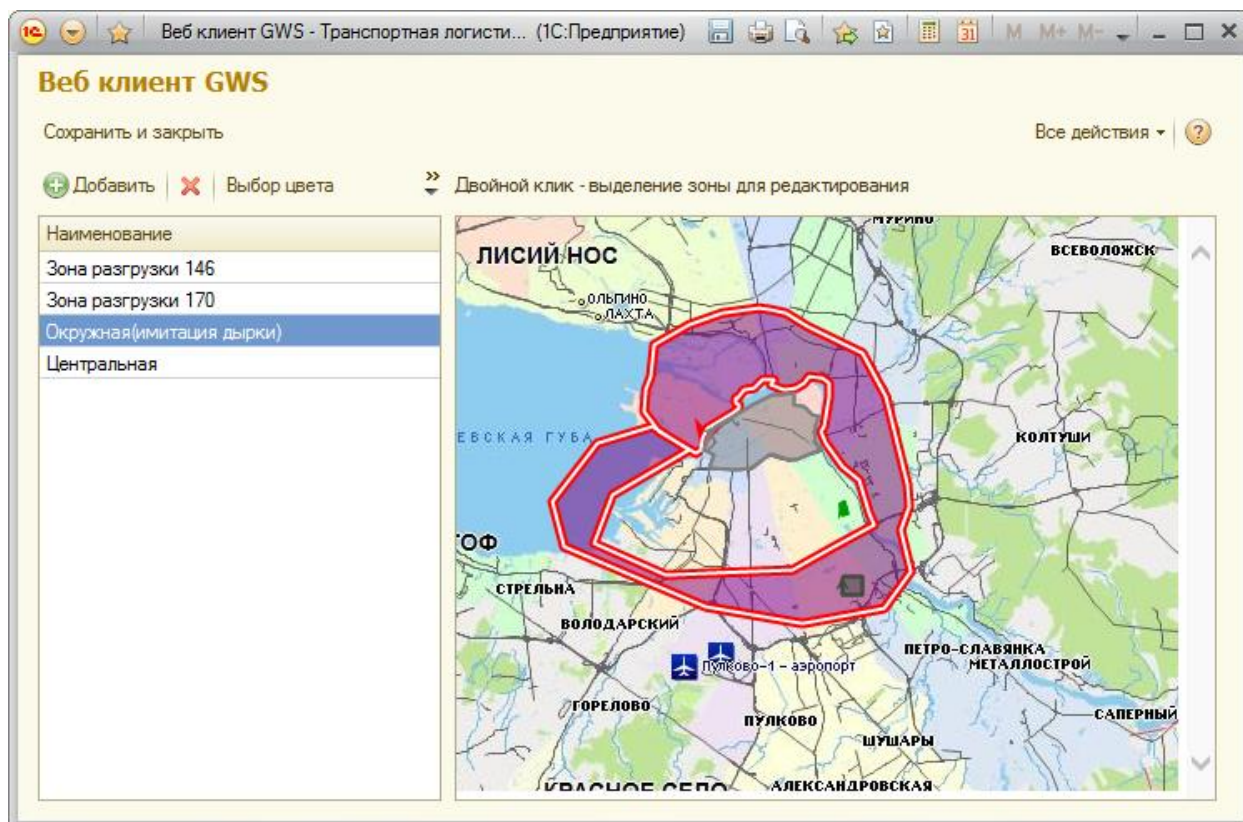 1С Веб клиент GWS - Транспортная логисти... (1С:Предприятие) 31 M M+ M-
Веб клиент GWS
Сохранить и закрыть Все действия ?
Добавить Выбор цвета Двойной клик - выделение зоны для редактирования
Наименование
Зона разгрузки 146
Зона разгрузки 170
Окружная(имитация дырки)
Центральная
МУРИНО
ЛИСИЙ НОС
ВСЕВОЛОЖСК
ОЛЬГИНО
ЛАХТА
ЕВСКАЯ ГУБА
КОЛТУШИ
ГОФ
СТРЕЛЬНА
ВОЛОДАРСКИЙ
ПЕТРО-СЛАВЯНКА
МЕТАЛЛОСТРОЙ
Пулково-1 - аэропорт
ГОРЕЛОВО
ПУЛКОВО
САПЕРНЫЙ
ШУШАРЫ
АЛЕКСАНДРОВСКАЯ
КРАСНОЕ СЕЛО